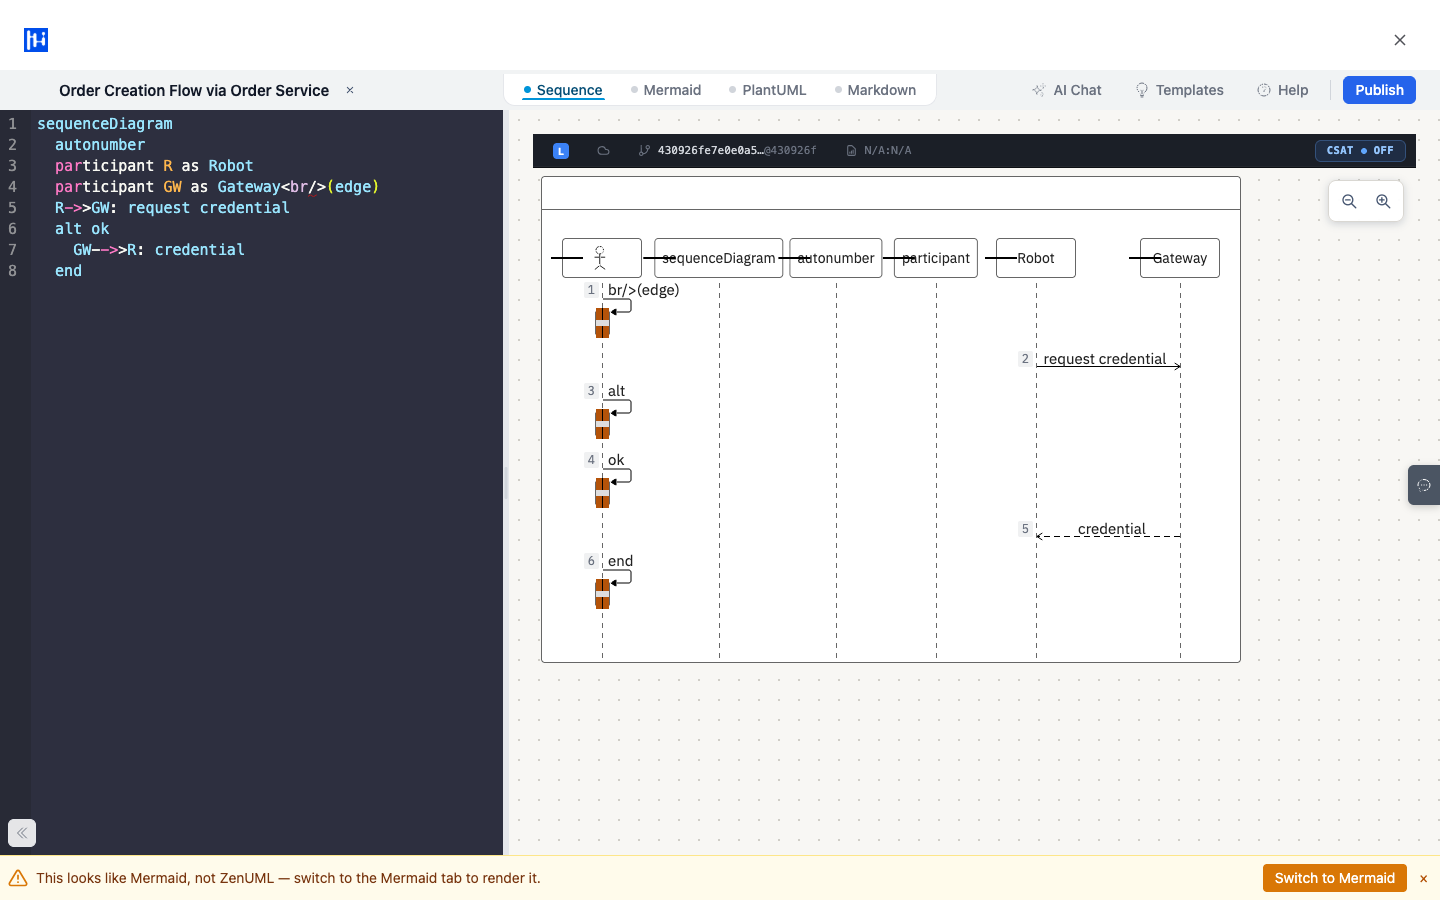 Order Creation Flow via Order Service ×
Sequence
Mermaid
PlantUML
Markdown
AI Chat
Templates
Help
Publish
1 sequenceDiagram
2 autonumber
3 participant R as Robot
4 participant GW as Gateway<br/>(edge)
5 R->>GW: request credential
6 alt ok
7 GW-->>R: credential
8 end
L
430926fe7e0e0a5…@430926f
N/A:N/A
CSAT ● OFF
sequenceDiagram
autonumber
participant
Robot
Gateway
1 br/>(edge)
2 request credential
3 alt
4 ok
5 credential
6 end
This looks like Mermaid, not ZenUML — switch to the Mermaid tab to render it.
Switch to Mermaid ×